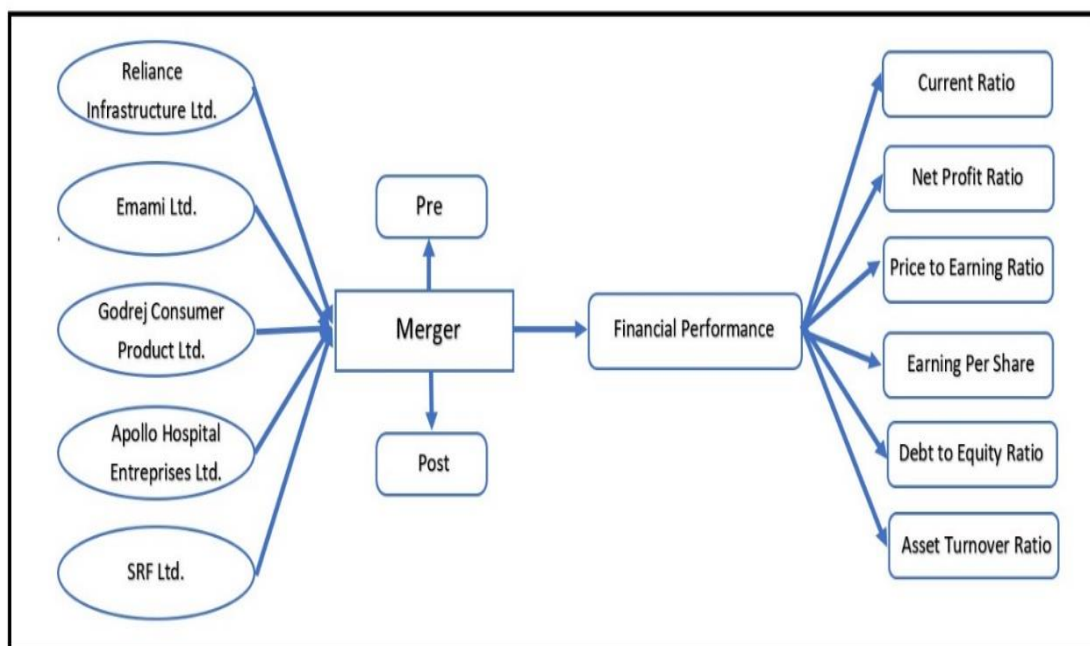 Reliance
Infrastructure Ltd.
Emami Ltd.
Godrej Consumer
Product Ltd.
Apollo Hospital
Entreprises Ltd.
SRF Ltd.
Pre
Merger
Post
Financial Performance
Current Ratio
Net Profit Ratio
Price to Earning Ratio
Earning Per Share
Debt to Equity Ratio
Asset Turnover Ratio